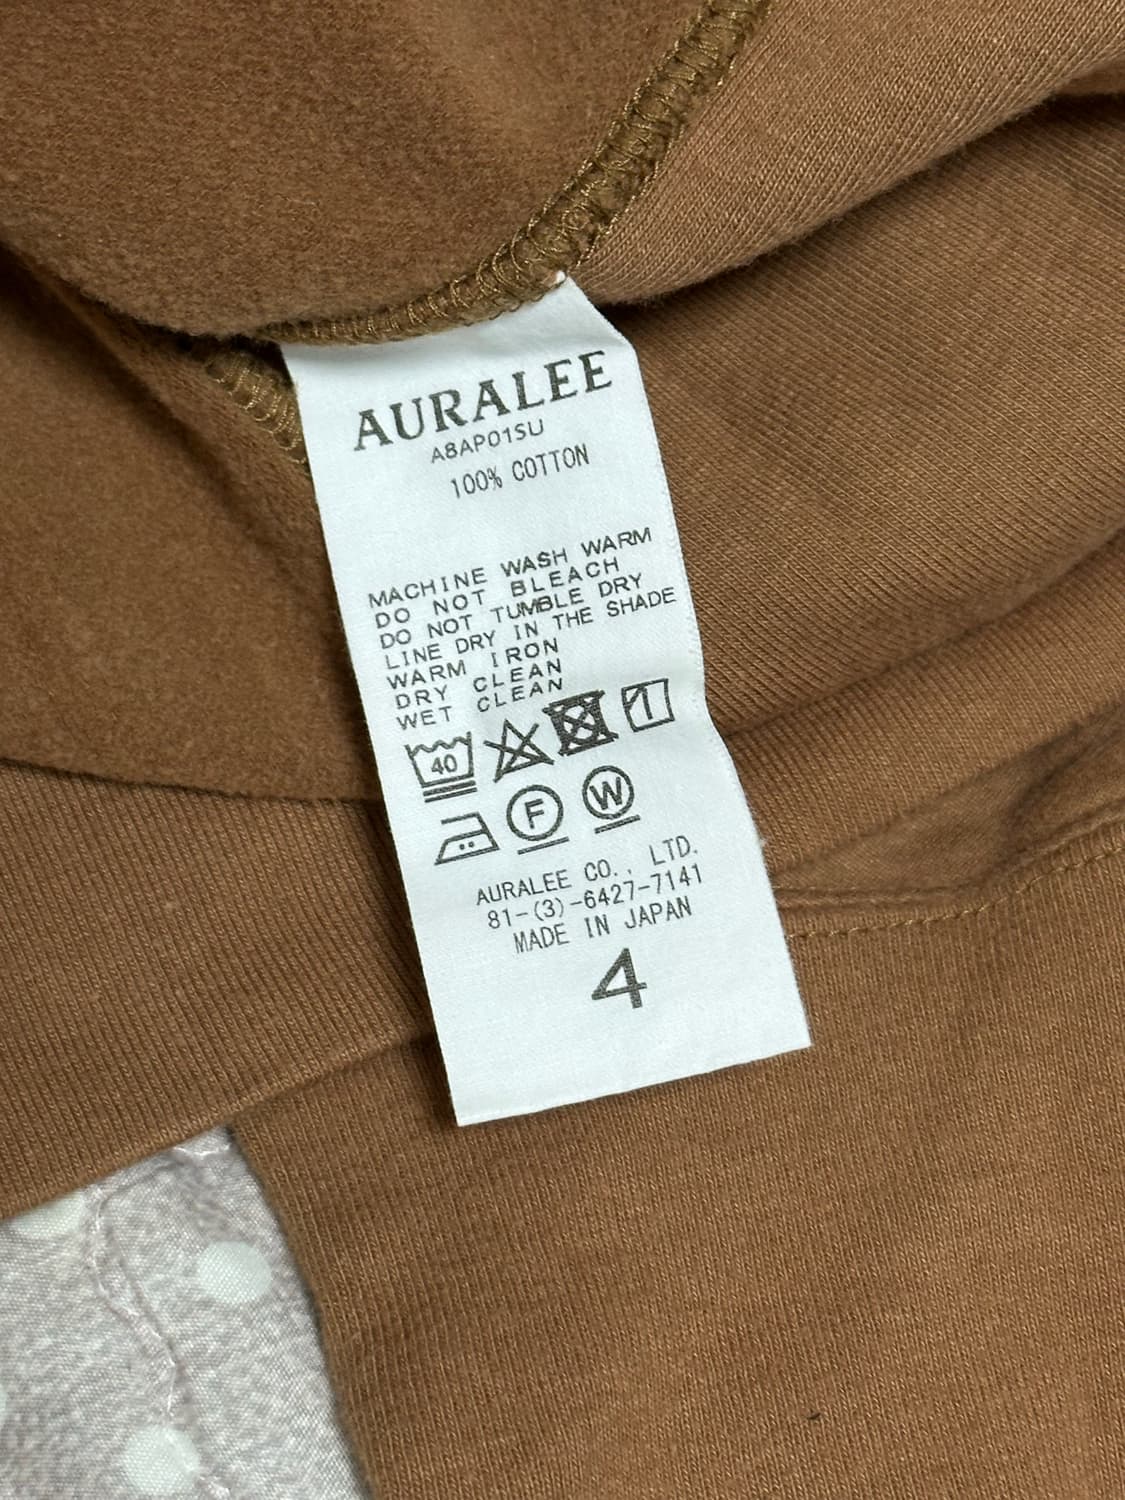 AURALEE
A8AP01SU
100% COTTON
MACHINE WASH WARM
DO NOT BLEACH
DO NOT TUMBLE DRY
LINE DRY IN THE SHADE
WARM IRON
DRY CLEAN
WET CLEAN
40
F W
AURALEE CO., LTD.
81-(3)-6427-7141
MADE IN JAPAN
4